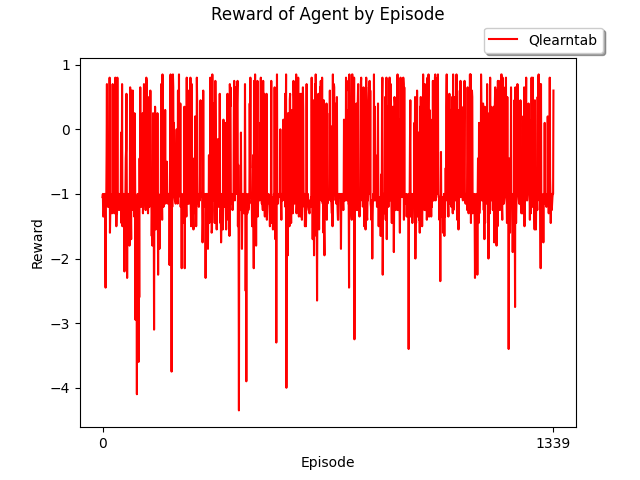 Reward of Agent by Episode
Qlearntab
1
0
−1
−2
−3
−4
Reward
0
1339
Episode